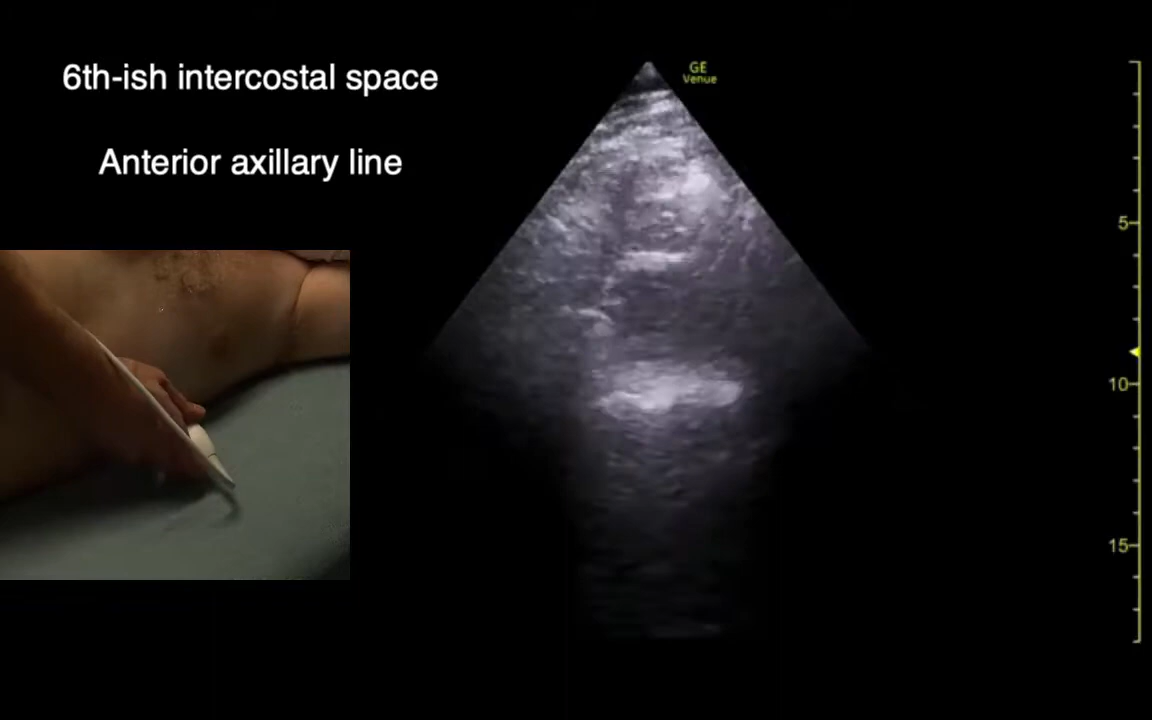 6th-ish intercostal space
Anterior axillary line
GE
Venue
5
10
15